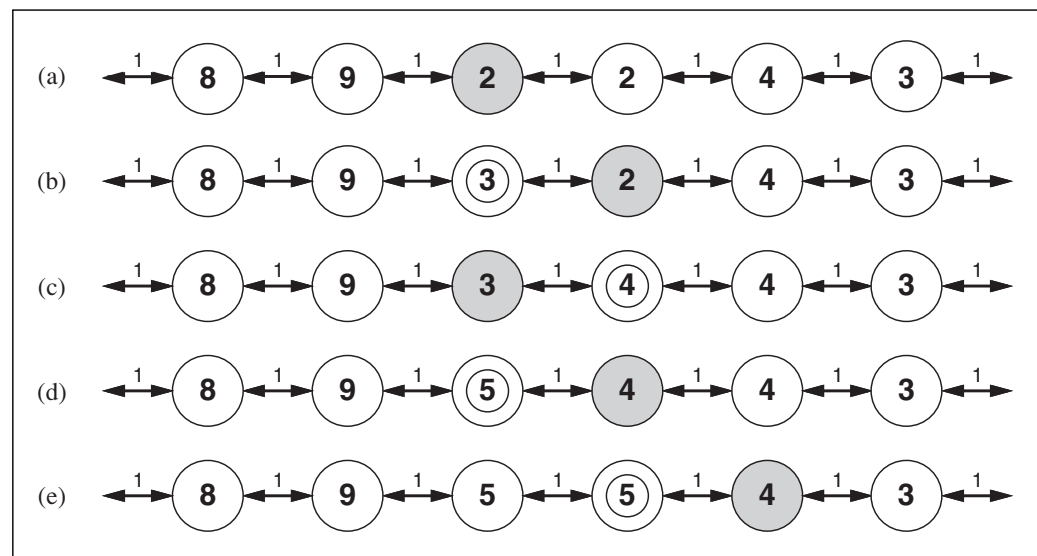 1 1 1 1 1 1 1
(a) 8 9 2 2 4 3
1 1 1 1 1 1 1
(b) 8 9 3 2 4 3
1 1 1 1 1 1 1
(c) 8 9 3 4 4 3
1 1 1 1 1 1 1
(d) 8 9 5 4 4 3
1 1 1 1 1 1 1
(e) 8 9 5 5 4 3